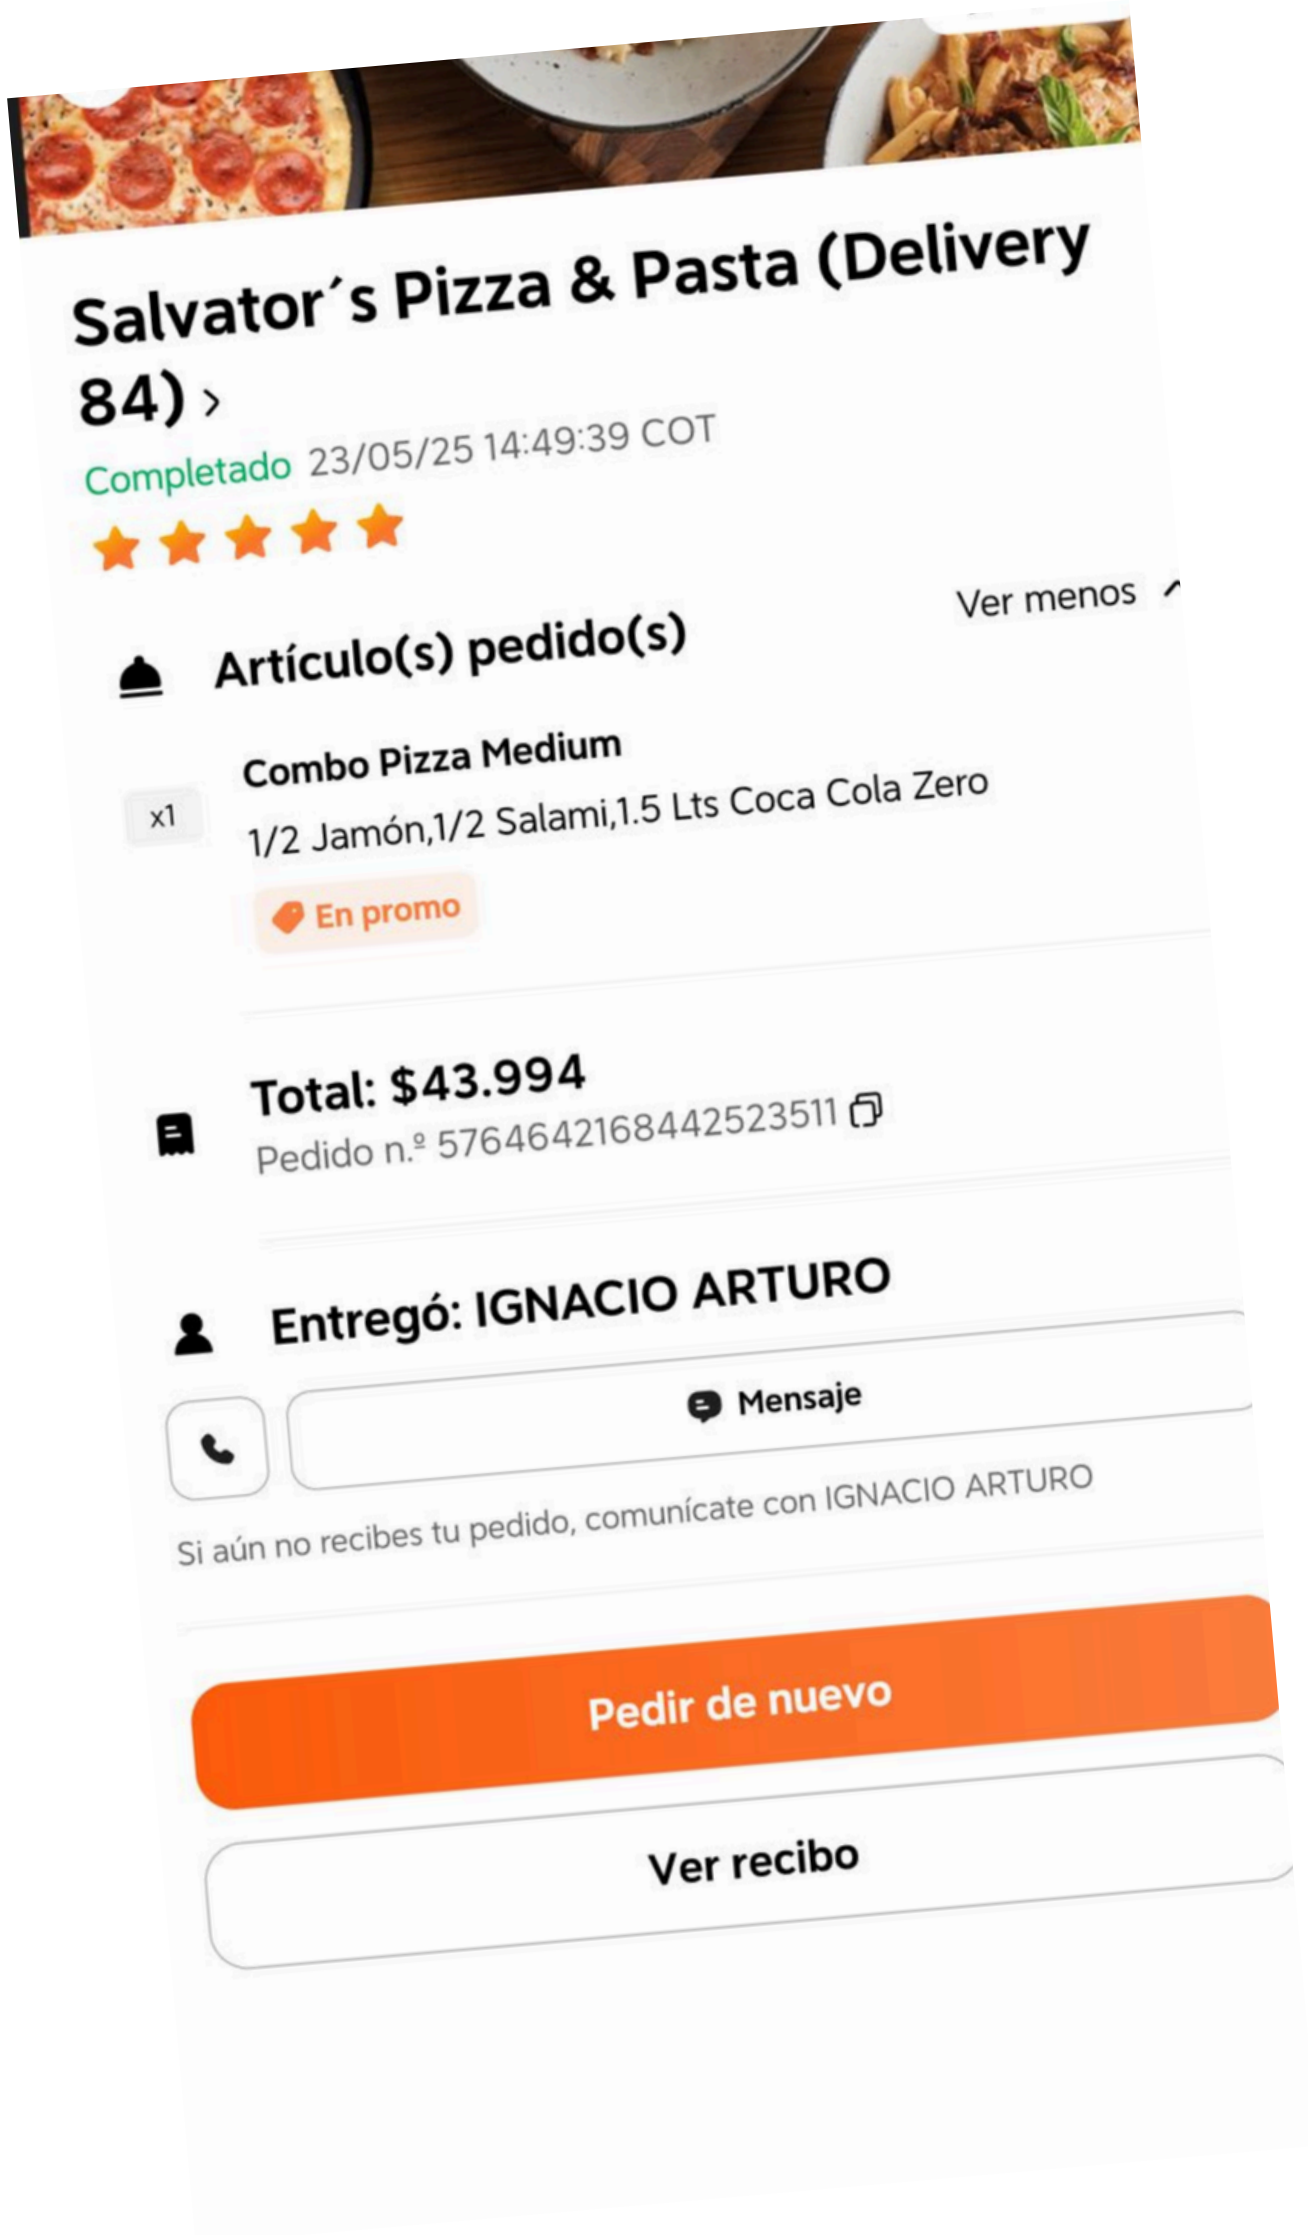 Salvator´s Pizza & Pasta (Delivery
84) >
Completado 23/05/25 14:49:39 COT
Artículo(s) pedido(s)
Ver menos
Combo Pizza Medium
x1
1/2 Jamón,1/2 Salami,1.5 Lts Coca Cola Zero
En promo
Total: $43.994
Pedido n.º 5764642168442523511
Entregó: IGNACIO ARTURO
Mensaje
Si aún no recibes tu pedido, comunícate con IGNACIO ARTURO
Pedir de nuevo
Ver recibo